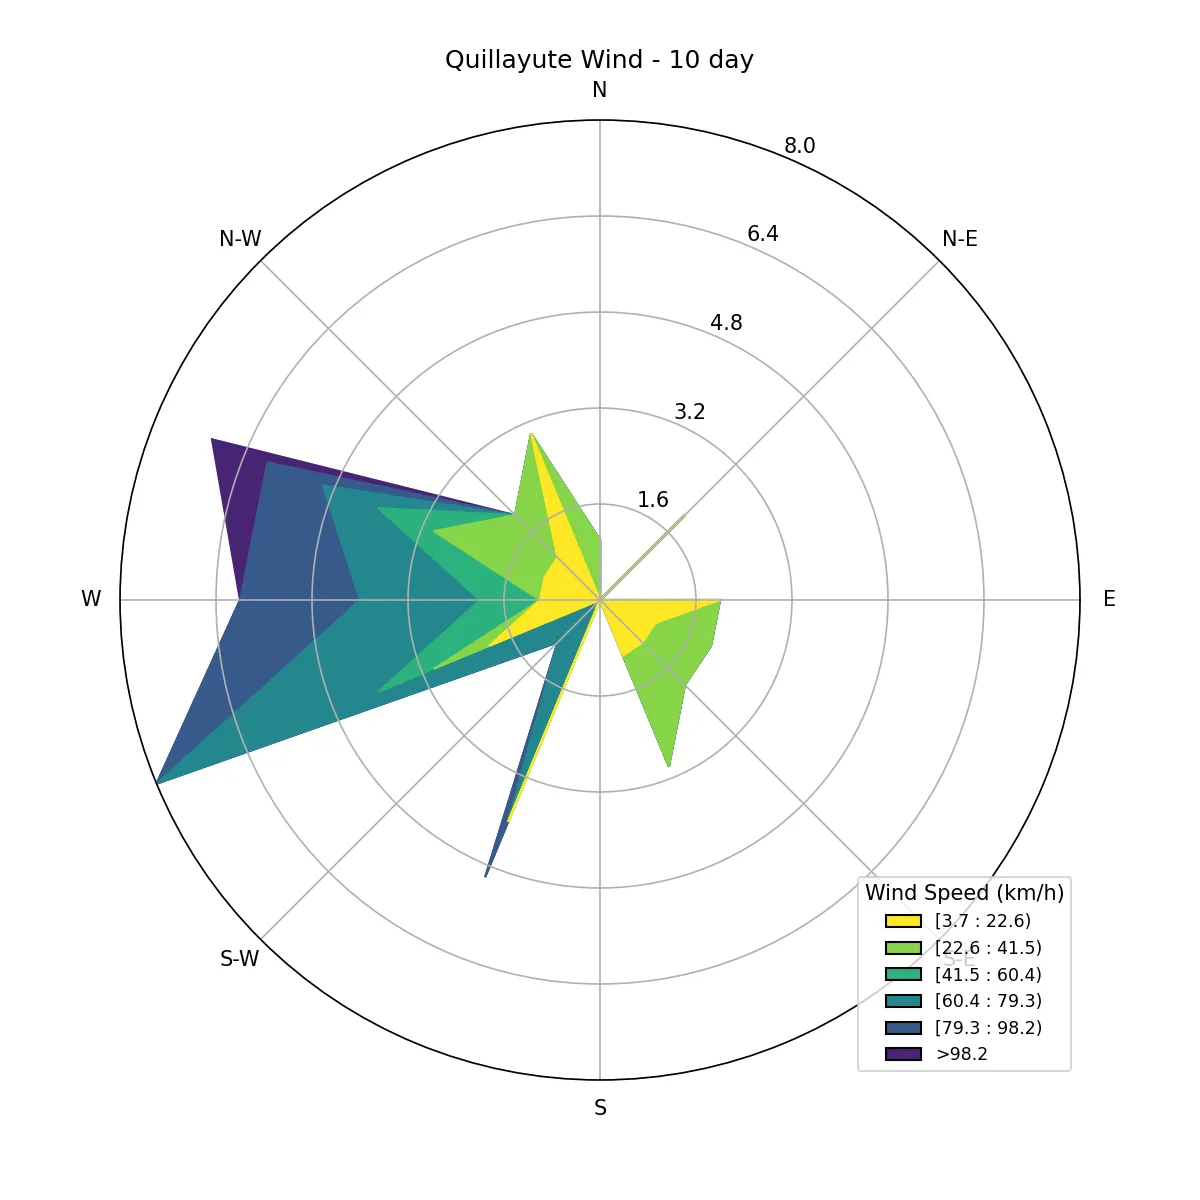 Quillayute Wind - 10 day
N
8.0
N-W
6.4
N-E
4.8
3.2
1.6
W
E
S-W
S-E
S
Wind Speed (km/h)
[3.7 : 22.6)
[22.6 : 41.5)
[41.5 : 60.4)
[60.4 : 79.3)
[79.3 : 98.2)
>98.2